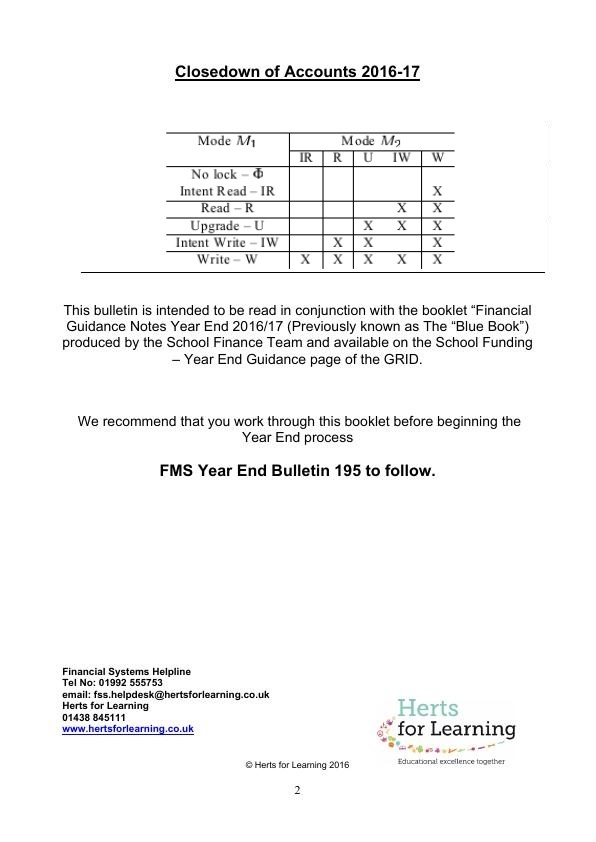 Closedown of Accounts 2016-17
Mode M1 Mode M2
IR R U IW W
No lock – Φ
Intent Read – IR X
Read – R X X
Upgrade – U X X X
Intent Write – IW X X X
Write – W X X X X X
This bulletin is intended to be read in conjunction with the booklet “Financial
Guidance Notes Year End 2016/17 (Previously known as The “Blue Book”)
produced by the School Finance Team and available on the School Funding
– Year End Guidance page of the GRID.
We recommend that you work through this booklet before beginning the
Year End process
FMS Year End Bulletin 195 to follow.
Financial Systems Helpline
Tel No: 01992 555753
email: fss.helpdesk@hertsforlearning.co.uk
Herts for Learning
01438 845111
www.hertsforlearning.co.uk
Herts
for Learning
Educational excellence together
© Herts for Learning 2016
2